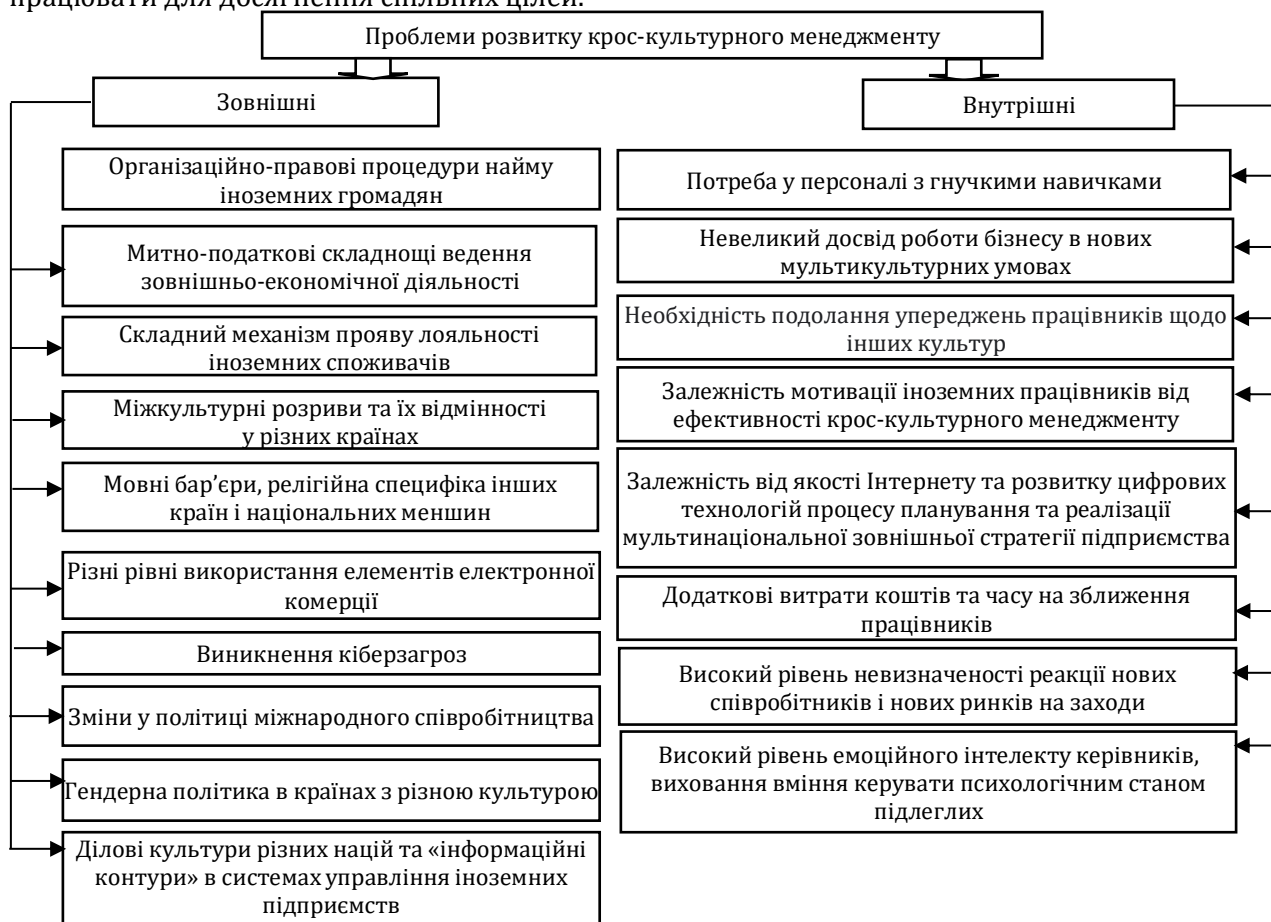 працювати для досягнення спільних цілей.
Проблеми розвитку крос-культурного менеджменту
Зовнішні
Внутрішні
Організаційно-правові процедури найму
іноземних громадян
Митно-податкові складнощі ведення
зовнішньо-економічної діяльності
Складний механізм прояву лояльності
іноземних споживачів
Міжкультурні розриви та їх відмінності
у різних країнах
Мовні бар’єри, релігійна специфіка інших
країн і національних меншин
Різні рівні використання елементів електронної
комерції
Виникнення кіберзагроз
Зміни у політиці міжнародного співробітництва
Гендерна політика в країнах з різною культурою
Ділові культури різних націй та «інформаційні
контури» в системах управління іноземних
підприємств
Потреба у персоналі з гнучкими навичками
Невеликий досвід роботи бізнесу в нових
мультикультурних умовах
Необхідність подолання упереджень працівників щодо
інших культур
Залежність мотивації іноземних працівників від
ефективності крос-культурного менеджменту
Залежність від якості Інтернету та розвитку цифрових
технологій процесу планування та реалізації
мультинаціональної зовнішньої стратегії підприємства
Додаткові витрати коштів та часу на зближення
працівників
Високий рівень невизначеності реакції нових
співробітників і нових ринків на заходи
Високий рівень емоційного інтелекту керівників,
виховання вміння керувати психологічним станом
підлеглих